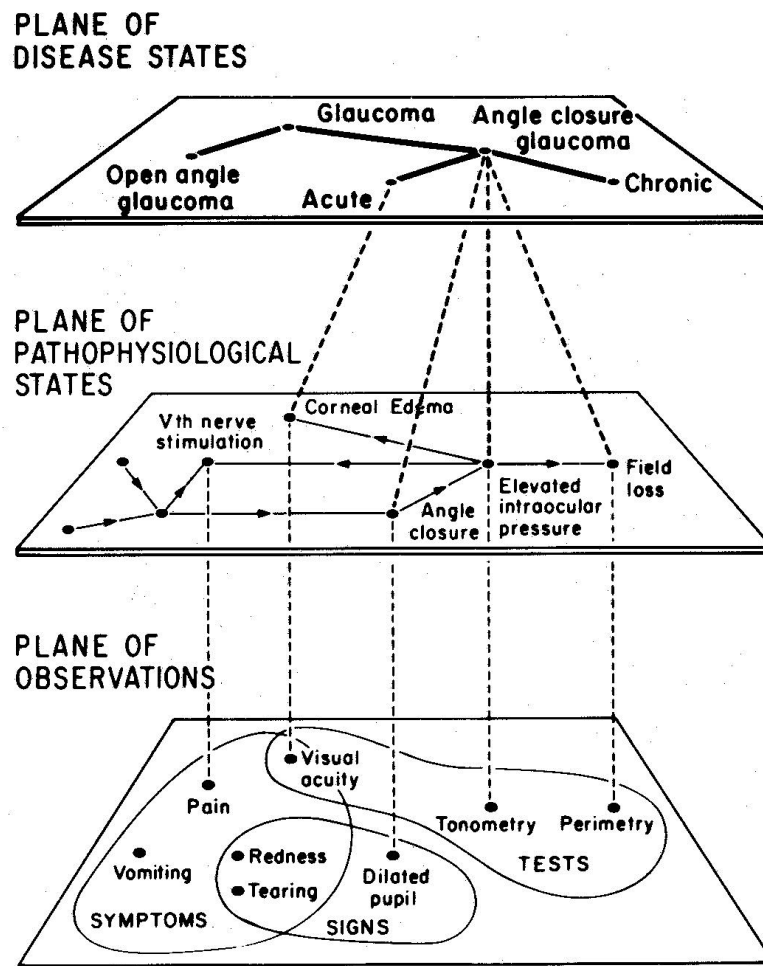 PLANE OF
DISEASE STATES
Glaucoma
Angle closure
glaucoma
Open angle
glaucoma
Acute
Chronic
PLANE OF
PATHOPHYSIOLOGICAL
STATES
Corneal Edema
Vth nerve
stimulation
Angle
closure
Elevated
intraocular
pressure
Field
loss
PLANE OF
OBSERVATIONS
Visual
acuity
Pain
Tonometry
Perimetry
Vomiting
Redness
Tearing
Dilated
pupil
TESTS
SYMPTOMS
SIGNS